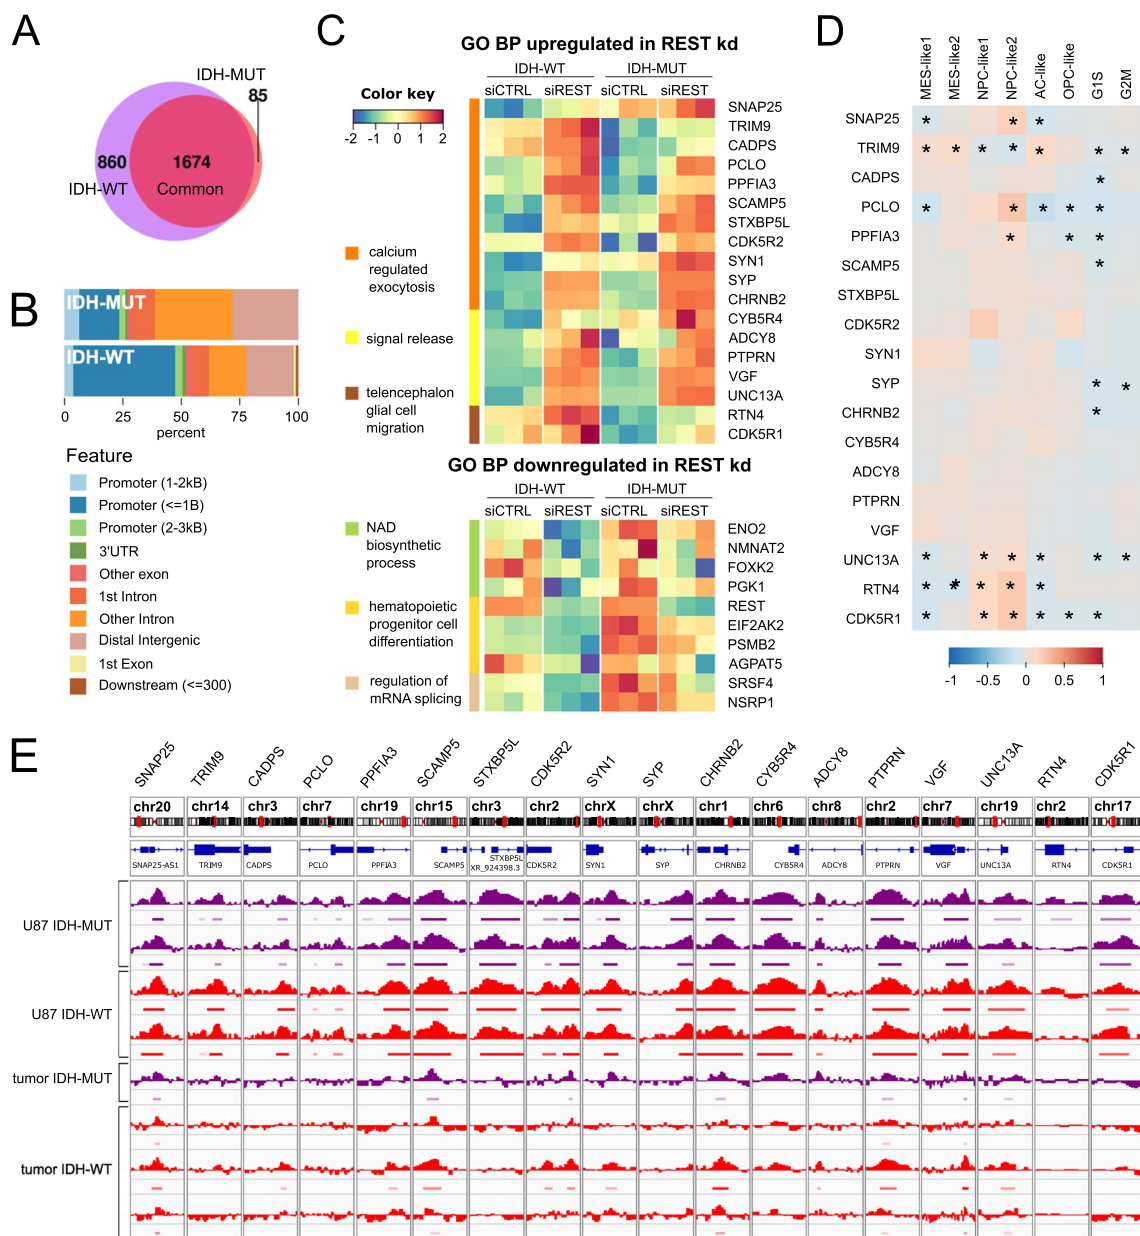 A
IDH-MUT
85
860
1674
IDH-WT
Common
B
IDH-MUT
IDH-WT
0
25
50
75
100
percent
Feature
Promoter (1-2kB)
Promoter (<=1B)
Promoter (2-3kB)
3'UTR
Other exon
1st Intron
Other Intron
Distal Intergenic
1st Exon
Downstream (<=300)
C
GO BP upregulated in REST kd
IDH-WT
IDH-MUT
siCTRL
siREST
siCTRL
siREST
Color key
-2
-1
0
1
2
calcium
regulated
exocytosis
signal release
telencephalon
glial cell
migration
SNAP25
TRIM9
CADPS
PCLO
PPFIA3
SCAMP5
STXBP5L
CDK5R2
SYN1
SYP
CHRNB2
CYB5R4
ADCY8
PTPRN
VGF
UNC13A
RTN4
CDK5R1
GO BP downregulated in REST kd
IDH-WT
IDH-MUT
siCTRL
siREST
siCTRL
siREST
NAD
biosynthetic
process
hematopoietic
progenitor cell
differentiation
regulation of
mRNA splicing
ENO2
NMNAT2
FOXK2
PGK1
REST
EIF2AK2
PSMB2
AGPAT5
SRSF4
NSRP1
D
MES-like1
MES-like2
NPC-like1
NPC-like2
AC-like
OPC-like
G1S
G2M
SNAP25
* * *
TRIM9
* * * * * * *
CADPS
*
PCLO
* * * * *
PPFIA3
* * *
SCAMP5
*
STXBP5L
CDK5R2
SYN1
SYP
* *
CHRNB2
*
CYB5R4
ADCY8
PTPRN
VGF
UNC13A
* * * * * *
RTN4
* ** * * *
CDK5R1
* * * * * *
-1
-0.5
0
0.5
1
E
SNAP25
TRIM9
CADPS
PCLO
PPFIA3
SCAMP5
STXBP5L
CDK5R2
SYN1
SYP
CHRNB2
CYB5R4
ADCY8
PTPRN
VGF
UNC13A
RTN4
CDK5R1
chr20
chr14
chr3
chr7
chr19
chr15
chr3
chr2
chrX
chrX
chr1
chr6
chr8
chr2
chr7
chr19
chr2
chr17
SNAP25-AS1
TRIM9
CADPS
PCLO
PPFIA3
SCAMP5
STXBP5L
XR_924398.3
CDK5R2
SYN1
SYP
CHRNB2
CYB5R4
ADCY8
PTPRN
VGF
UNC13A
RTN4
CDK5R1
U87 IDH-MUT
U87 IDH-WT
tumor IDH-MUT
tumor IDH-WT